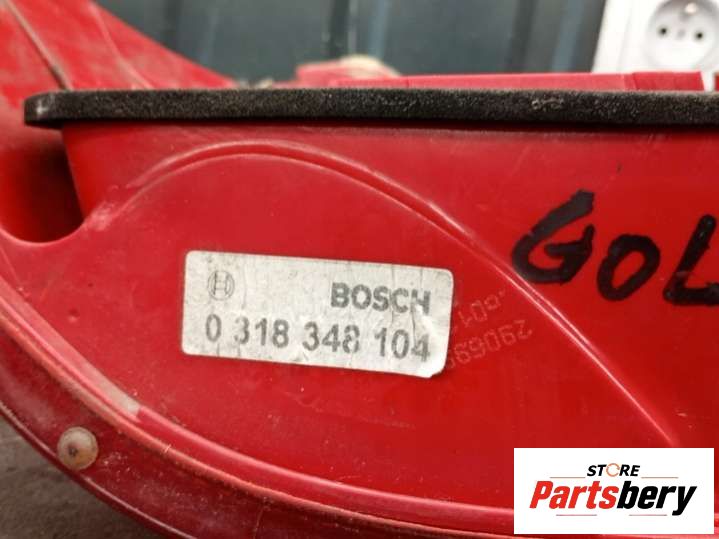 GOL
BOSCH
0 318 348 104
STORE
Partsbery